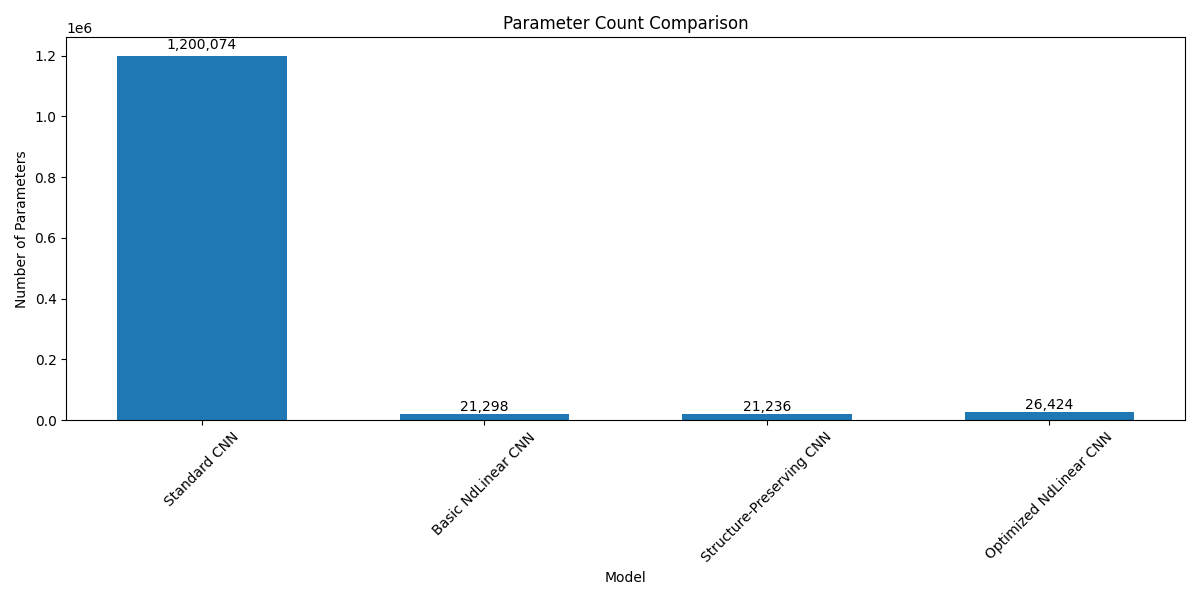 Parameter Count Comparison
1e6
1,200,074
1.2
1.0
0.8
0.6
0.4
0.2
0.0
21,298
21,236
26,424
Number of Parameters
Standard CNN
Basic NdLinear CNN
Structure-Preserving CNN
Optimized NdLinear CNN
Model